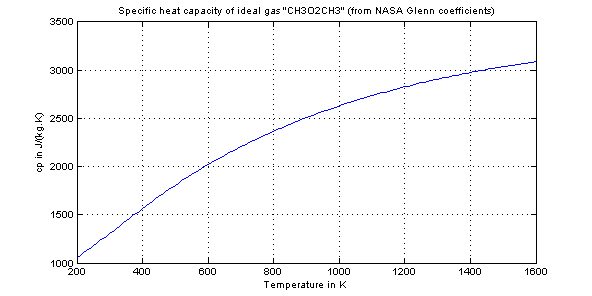 Specific heat capacity of ideal gas "CH3O2CH3" (from NASA Glenn coefficients)
3500
3000
2500
2000
1500
1000
cp in J/(kg.K)
200 400 600 800 1000 1200 1400 1600
Temperature in K